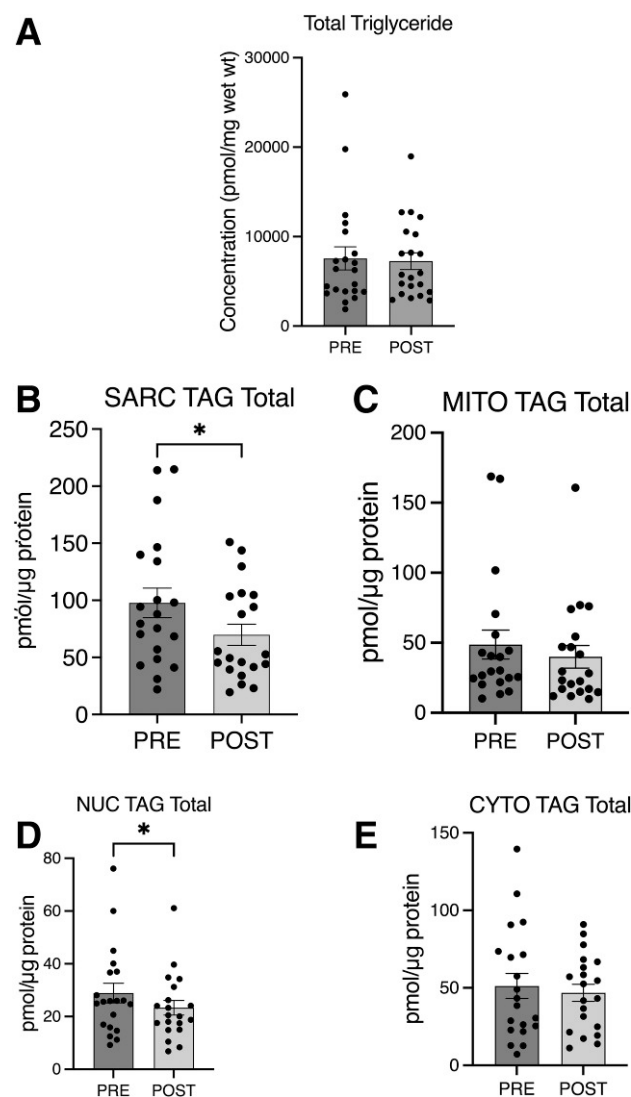 A
Total Triglyceride
Concentration (pmol/mg wet wt)
30000
20000
10000
0
PRE POST
B
SARC TAG Total
pmol/µg protein
250
200
150
100
50
0
*
PRE POST
C
MITO TAG Total
pmol/µg protein
200
150
100
50
0
PRE POST
D
NUC TAG Total
pmol/µg protein
80
60
40
20
0
*
PRE POST
E
CYTO TAG Total
pmol/µg protein
150
100
50
0
PRE POST